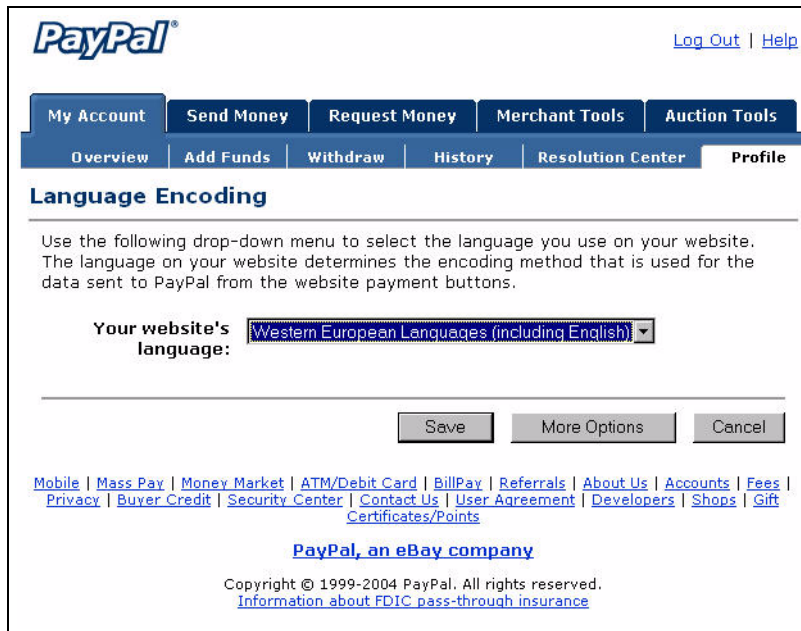 PayPal®
Log Out | Help
My Account Send Money Request Money Merchant Tools Auction Tools
Overview Add Funds Withdraw History Resolution Center Profile
Language Encoding
Use the following drop-down menu to select the language you use on your website.
The language on your website determines the encoding method that is used for the
data sent to PayPal from the website payment buttons.
Your website's
language:
Western European Languages (including English)
Save More Options Cancel
Mobile | Mass Pay | Money Market | ATM/Debit Card | BillPay | Referrals | About Us | Accounts | Fees |
Privacy | Buyer Credit | Security Center | Contact Us | User Agreement | Developers | Shops | Gift
Certificates/Points
PayPal, an eBay company
Copyright © 1999-2004 PayPal. All rights reserved.
Information about FDIC pass-through insurance